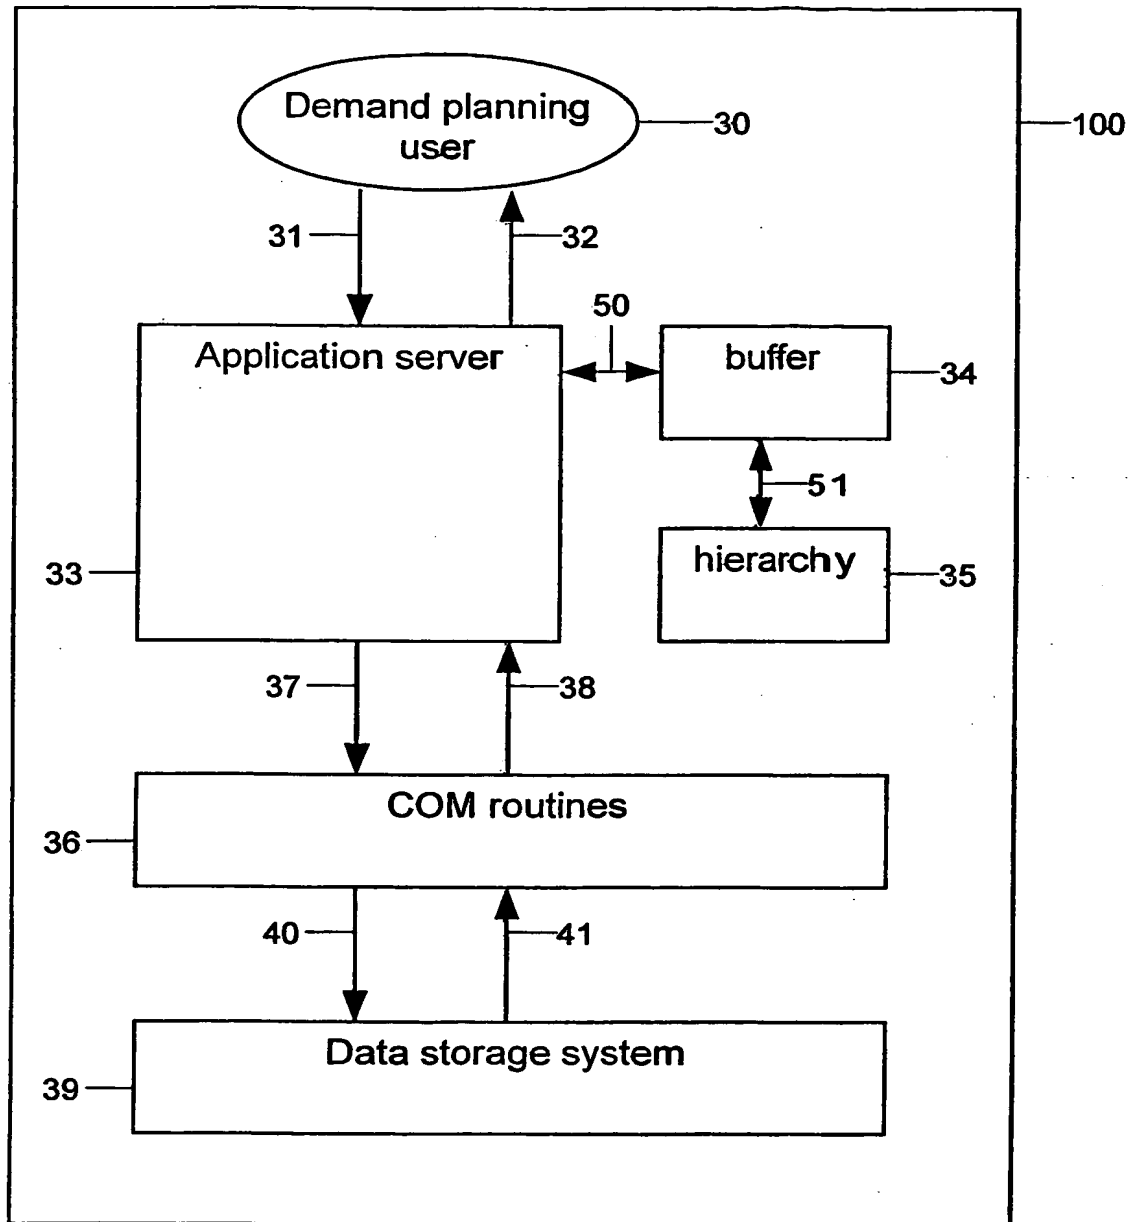 Demand planning
user
30
100
31
32
50
Application server
buffer
34
51
hierarchy
33
35
37
38
COM routines
36
40
41
Data storage system
39